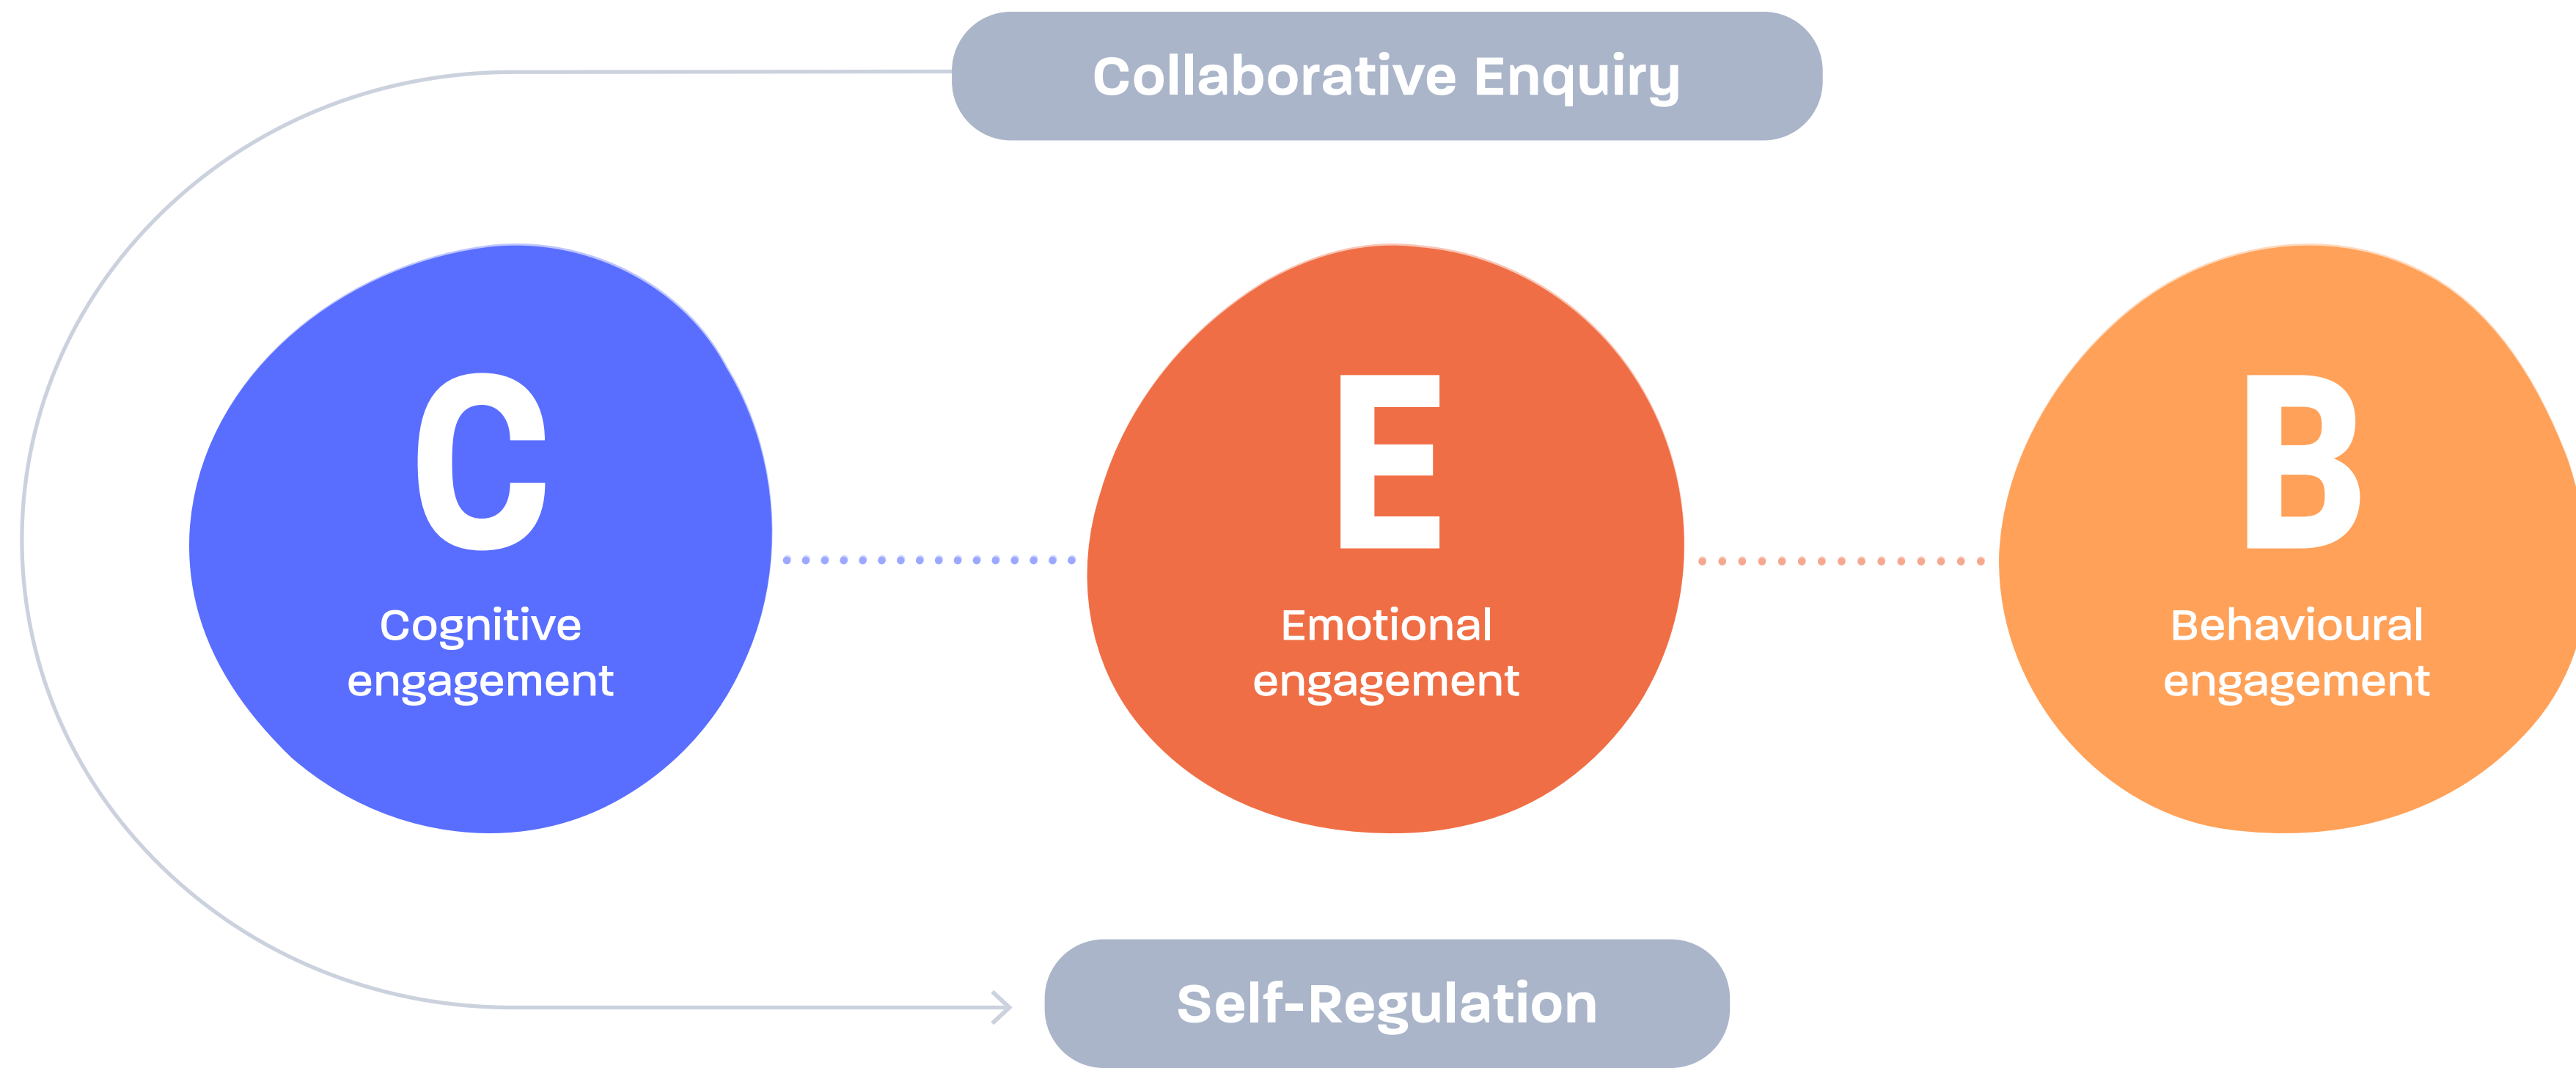 Collaborative Enquiry
C
Cognitive
engagement
E
Emotional
engagement
B
Behavioural
engagement
Self-Regulation